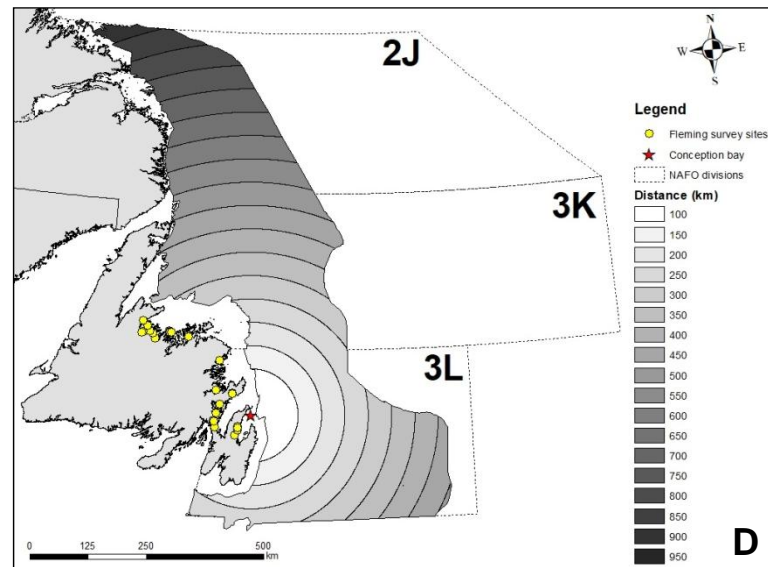 2J
3K
3L
N
W E
S
Legend
Fleming survey sites
Conception bay
NAFO divisions
Distance (km)
100
150
200
250
300
350
400
450
500
550
600
650
700
750
800
850
900
950
0 125 250 500
km
D